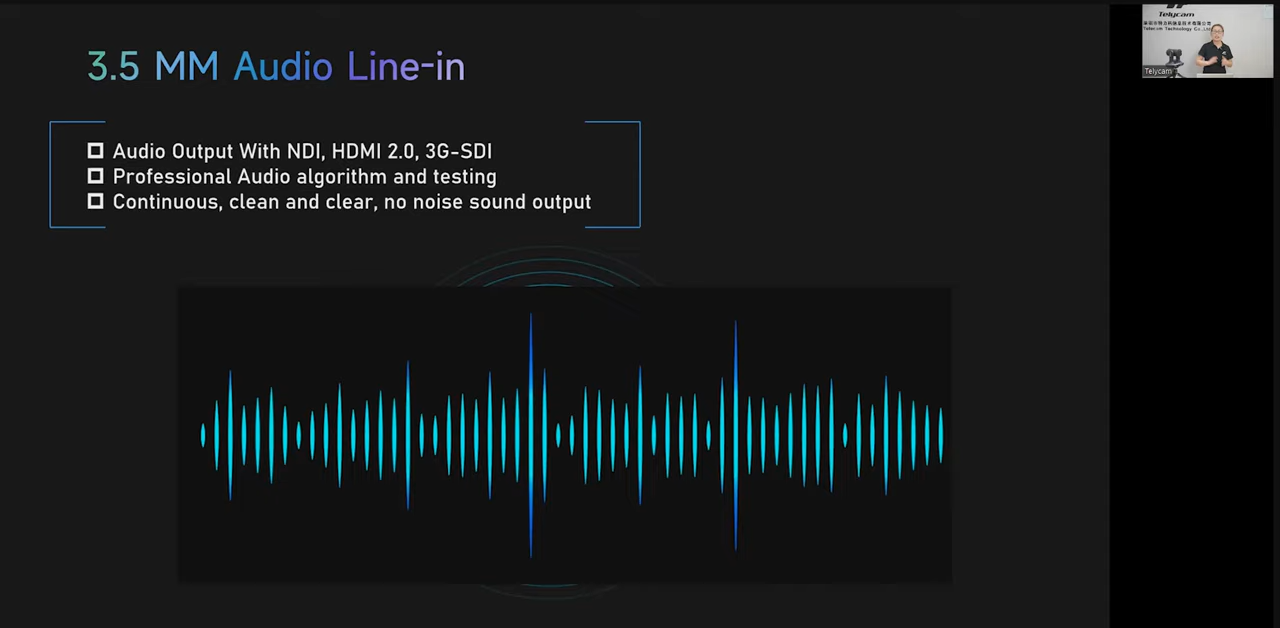 3.5 MM Audio Line-in
Audio Output With NDI, HDMI 2.0, 3G-SDI
Professional Audio algorithm and testing
Continuous, clean and clear, no noise sound output
Telycam
Telycam Technology Co.,Ltd
Telycam